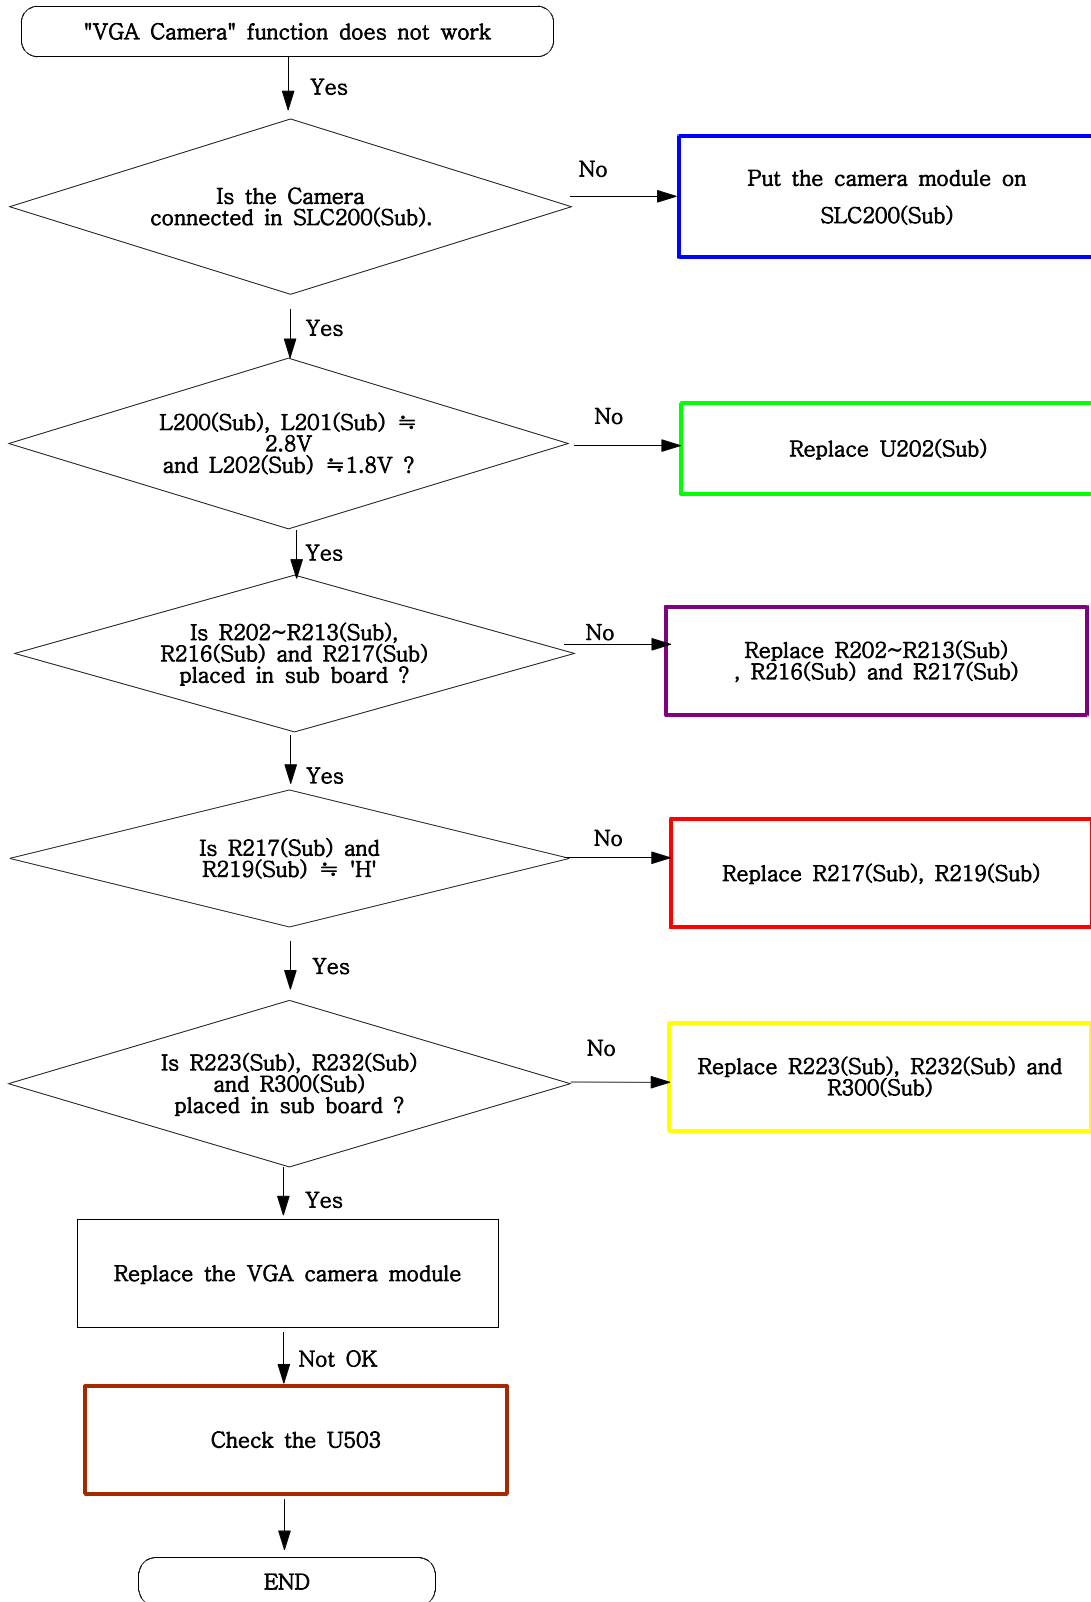 "VGA Camera" function does not work
Yes
Is the Camera
connected in SLC200(Sub).
No
Put the camera module on
SLC200(Sub)
Yes
L200(Sub), L201(Sub) ≒
2.8V
and L202(Sub) ≒1.8V ?
No
Replace U202(Sub)
Yes
Is R202~R213(Sub),
R216(Sub) and R217(Sub)
placed in sub board ?
No
Replace R202~R213(Sub)
, R216(Sub) and R217(Sub)
Yes
Is R217(Sub) and
R219(Sub) ≒ 'H'
No
Replace R217(Sub), R219(Sub)
Yes
Is R223(Sub), R232(Sub)
and R300(Sub)
placed in sub board ?
No
Replace R223(Sub), R232(Sub) and
R300(Sub)
Yes
Replace the VGA camera module
Not OK
Check the U503
END